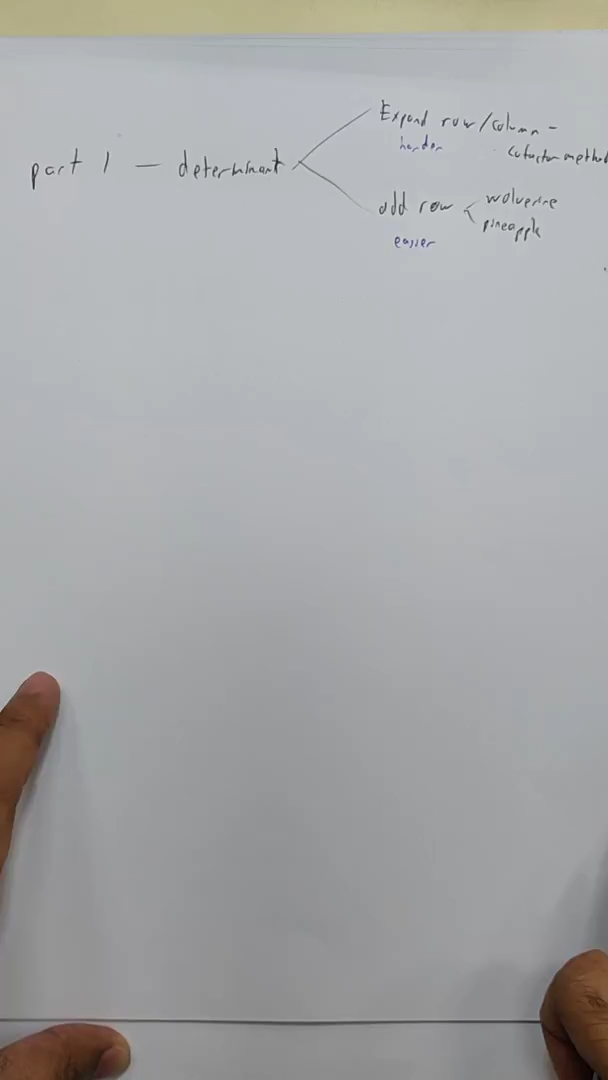 part 1 — determinant
Expand row/column -
harder
cofactor method
add row < wolverine
pineapple
easier